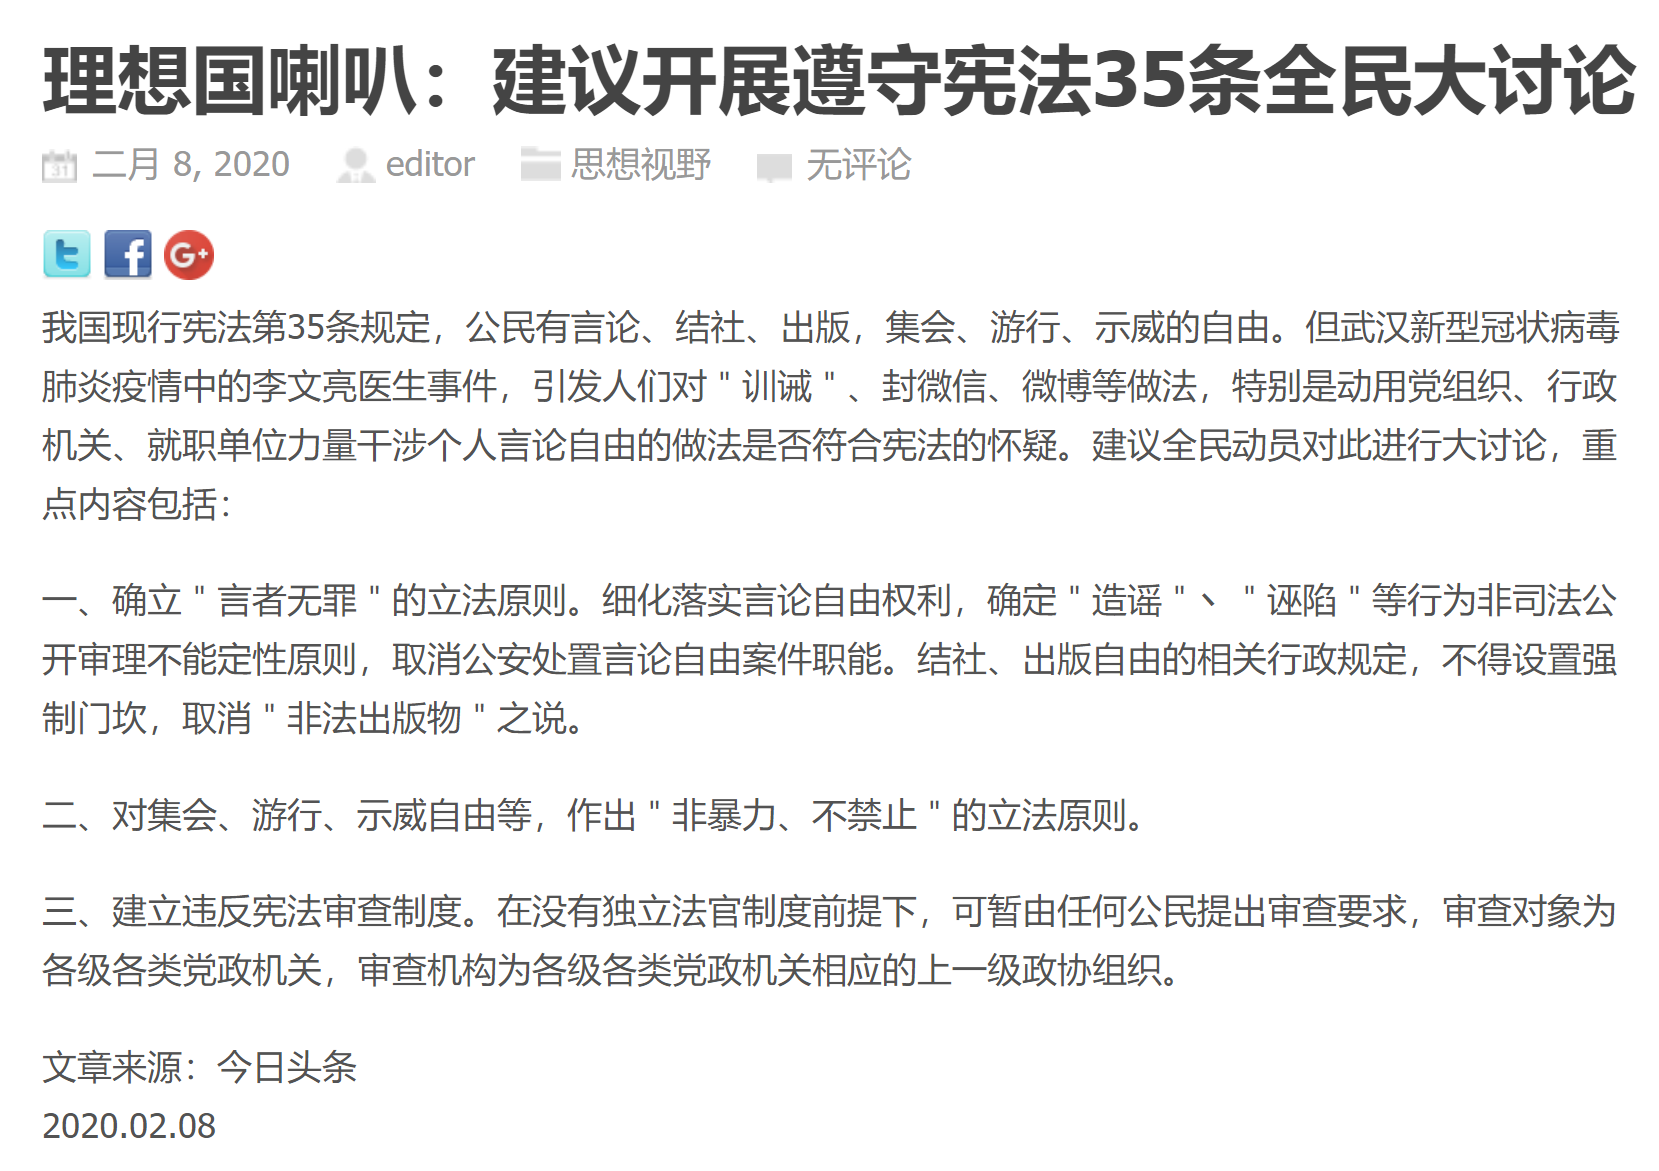 理想国喇叭：建议开展遵守宪法35条全民大讨论
31 二月 8, 2020 editor 思想视野 无评论
t f G+
我国现行宪法第35条规定，公民有言论、结社、出版，集会、游行、示威的自由。但武汉新型冠状病毒
肺炎疫情中的李文亮医生事件，引发人们对＂训诫＂、封微信、微博等做法，特别是动用党组织、行政
机关、就职单位力量干涉个人言论自由的做法是否符合宪法的怀疑。建议全民动员对此进行大讨论，重
点内容包括：
一、确立＂言者无罪＂的立法原则。细化落实言论自由权利，确定＂造谣＂丶＂诬陷＂等行为非司法公
开审理不能定性原则，取消公安处置言论自由案件职能。结社、出版自由的相关行政规定，不得设置强
制门坎，取消＂非法出版物＂之说。
二、对集会、游行、示威自由等，作出＂非暴力、不禁止＂的立法原则。
三、建立违反宪法审查制度。在没有独立法官制度前提下，可暂由任何公民提出审查要求，审查对象为
各级各类党政机关，审查机构为各级各类党政机关相应的上一级政协组织。
文章来源：今日头条
2020.02.08